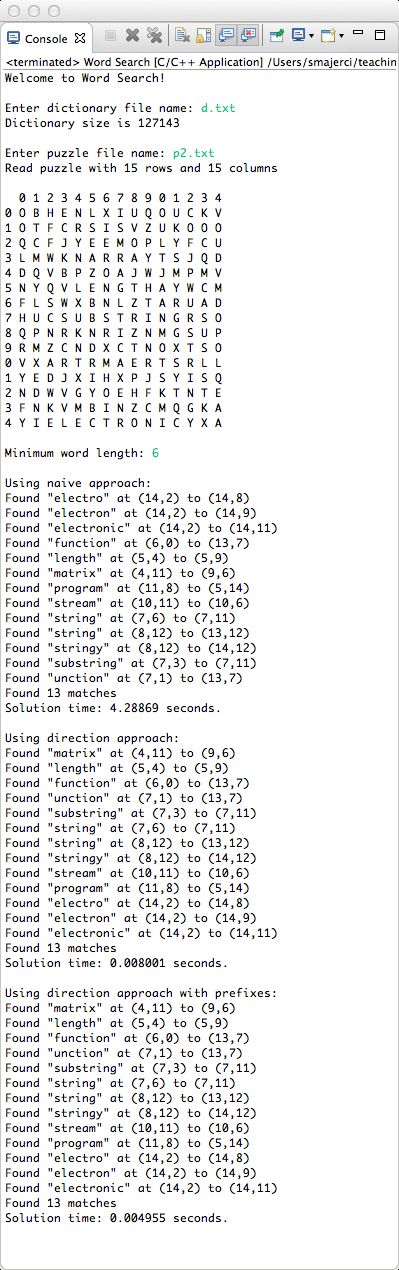 Console
<terminated> Word Search [C/C++ Application] /Users/smajerci/teachin
Welcome to Word Search!
Enter dictionary file name: d.txt
Dictionary size is 127143
Enter puzzle file name: p2.txt
Read puzzle with 15 rows and 15 columns
0 1 2 3 4 5 6 7 8 9 0 1 2 3 4
0 O B H E N L X I U Q O U C K V
1 O T F C R S I S V Z U K O O O
2 Q C F J Y E E M O P L Y F C U
3 L M W K N A R R A Y T S J Q D
4 D Q V B P Z O A J W J M P M V
5 N Y Q V L E N G T H A Y W C M
6 F L S W X B N L Z T A R U A D
7 H U C S U B S T R I N G R S O
8 Q P N R K N R I Z N M G S U P
9 R M Z C N D X C T N O X T S O
0 V X A R T R M A E R T S R L L
1 Y E D J X I H X P J S Y I S Q
2 N D W V G Y O E H F K T N T E
3 F N K V M B I N Z C M Q G K A
4 Y I E L E C T R O N I C Y X A
Minimum word length: 6
Using naive approach:
Found "electro" at (14,2) to (14,8)
Found "electron" at (14,2) to (14,9)
Found "electronic" at (14,2) to (14,11)
Found "function" at (6,0) to (13,7)
Found "length" at (5,4) to (5,9)
Found "matrix" at (4,11) to (9,6)
Found "program" at (11,8) to (5,14)
Found "stream" at (10,11) to (10,6)
Found "string" at (7,6) to (7,11)
Found "string" at (8,12) to (13,12)
Found "stringy" at (8,12) to (14,12)
Found "substring" at (7,3) to (7,11)
Found "unction" at (7,1) to (13,7)
Found 13 matches
Solution time: 4.28869 seconds.
Using direction approach:
Found "matrix" at (4,11) to (9,6)
Found "length" at (5,4) to (5,9)
Found "function" at (6,0) to (13,7)
Found "unction" at (7,1) to (13,7)
Found "substring" at (7,3) to (7,11)
Found "string" at (7,6) to (7,11)
Found "string" at (8,12) to (13,12)
Found "stringy" at (8,12) to (14,12)
Found "stream" at (10,11) to (10,6)
Found "program" at (11,8) to (5,14)
Found "electro" at (14,2) to (14,8)
Found "electron" at (14,2) to (14,9)
Found "electronic" at (14,2) to (14,11)
Found 13 matches
Solution time: 0.008001 seconds.
Using direction approach with prefixes:
Found "matrix" at (4,11) to (9,6)
Found "length" at (5,4) to (5,9)
Found "function" at (6,0) to (13,7)
Found "unction" at (7,1) to (13,7)
Found "substring" at (7,3) to (7,11)
Found "string" at (7,6) to (7,11)
Found "string" at (8,12) to (13,12)
Found "stringy" at (8,12) to (14,12)
Found "stream" at (10,11) to (10,6)
Found "program" at (11,8) to (5,14)
Found "electro" at (14,2) to (14,8)
Found "electron" at (14,2) to (14,9)
Found "electronic" at (14,2) to (14,11)
Found 13 matches
Solution time: 0.004955 seconds.